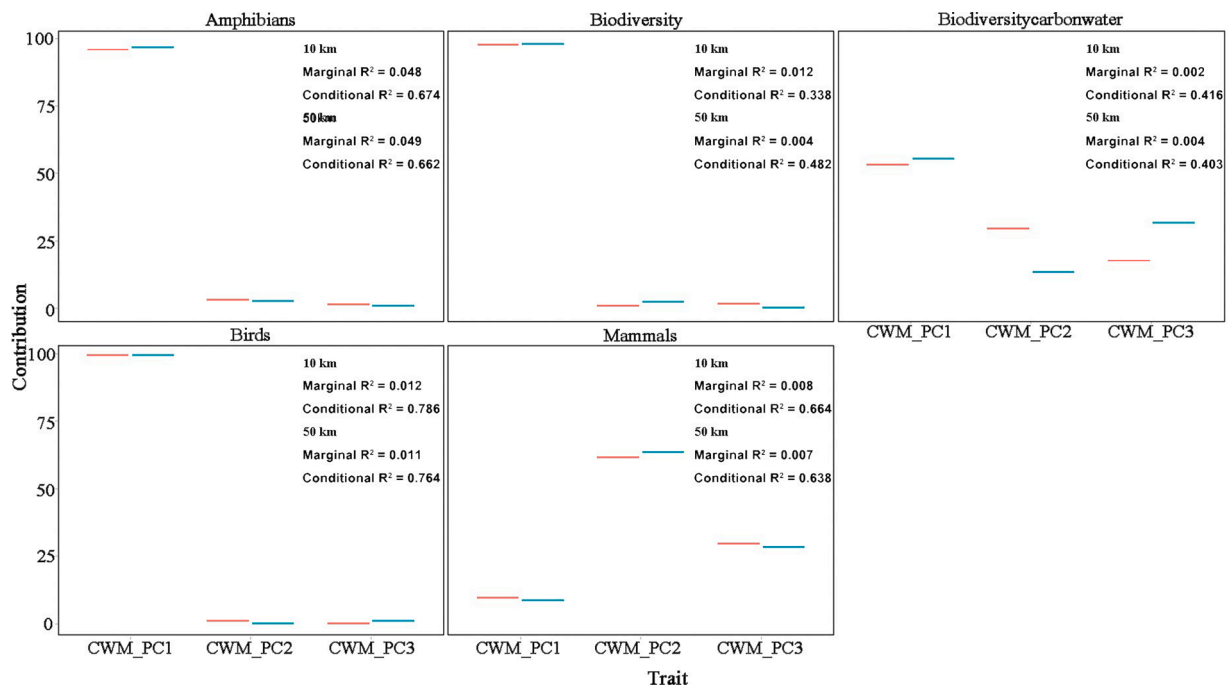 Amphibians
Biodiversity
Biodiversitycarbonwater
100
75
50
25
0
10 km
Marginal R² = 0.048
Conditional R² = 0.674
50 km
Marginal R² = 0.049
Conditional R² = 0.662
10 km
Marginal R² = 0.012
Conditional R² = 0.338
50 km
Marginal R² = 0.004
Conditional R² = 0.482
10 km
Marginal R² = 0.002
Conditional R² = 0.416
50 km
Marginal R² = 0.004
Conditional R² = 0.403
CWM_PC1 CWM_PC2 CWM_PC3
Contribution
Birds
Mammals
100
75
50
25
0
10 km
Marginal R² = 0.012
Conditional R² = 0.786
50 km
Marginal R² = 0.011
Conditional R² = 0.764
10 km
Marginal R² = 0.008
Conditional R² = 0.664
50 km
Marginal R² = 0.007
Conditional R² = 0.638
CWM_PC1 CWM_PC2 CWM_PC3
CWM_PC1 CWM_PC2 CWM_PC3
Trait